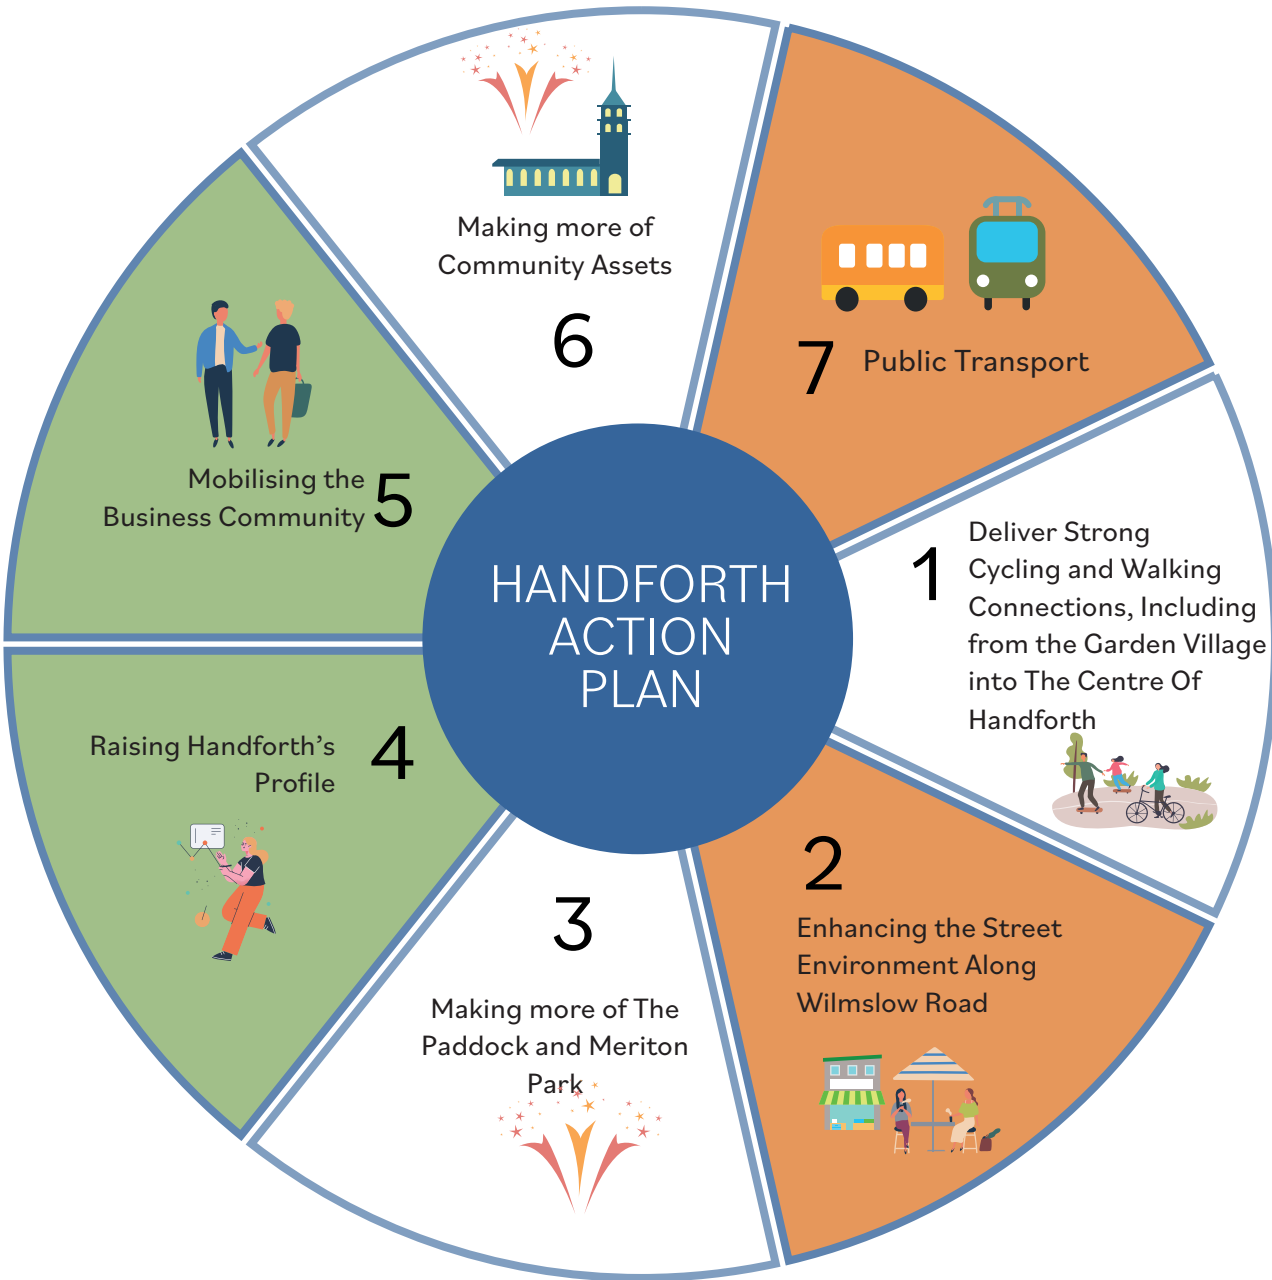 HANDFORTH
ACTION
PLAN
1
Deliver Strong
Cycling and Walking
Connections, Including
from the Garden Village
into The Centre Of
Handforth
2
Enhancing the Street
Environment Along
Wilmslow Road
3
Making more of The
Paddock and Meriton
Park
4
Raising Handforth’s
Profile
5
Mobilising the
Business Community
6
Making more of
Community Assets
7
Public Transport